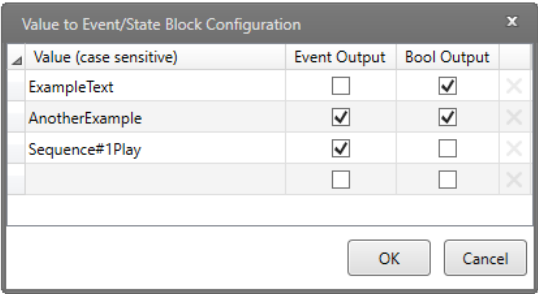 Value to Event/State Block Configuration x
Value (case sensitive) Event Output Bool Output
ExampleText
AnotherExample
Sequence#1Play
OK Cancel